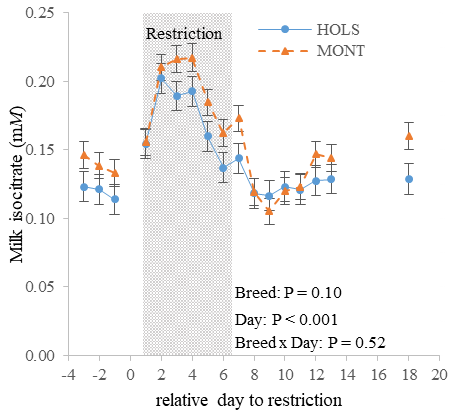 Restriction
HOLS
MONT
0.25
0.20
0.15
0.10
0.05
0.00
Milk isocitrate (mM)
Breed: P = 0.10
Day: P < 0.001
Breed x Day: P = 0.52
-4 -2 0 2 4 6 8 10 12 14 16 18 20
relative day to restriction